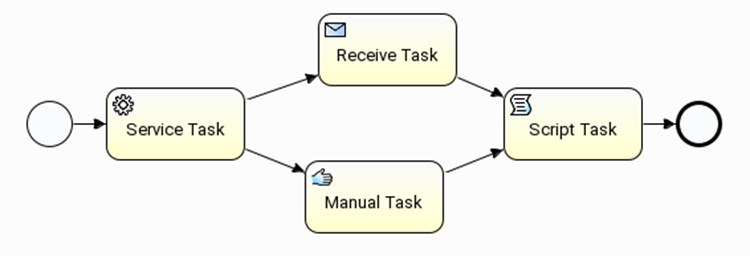 Receive Task
Service Task
Script Task
Manual Task